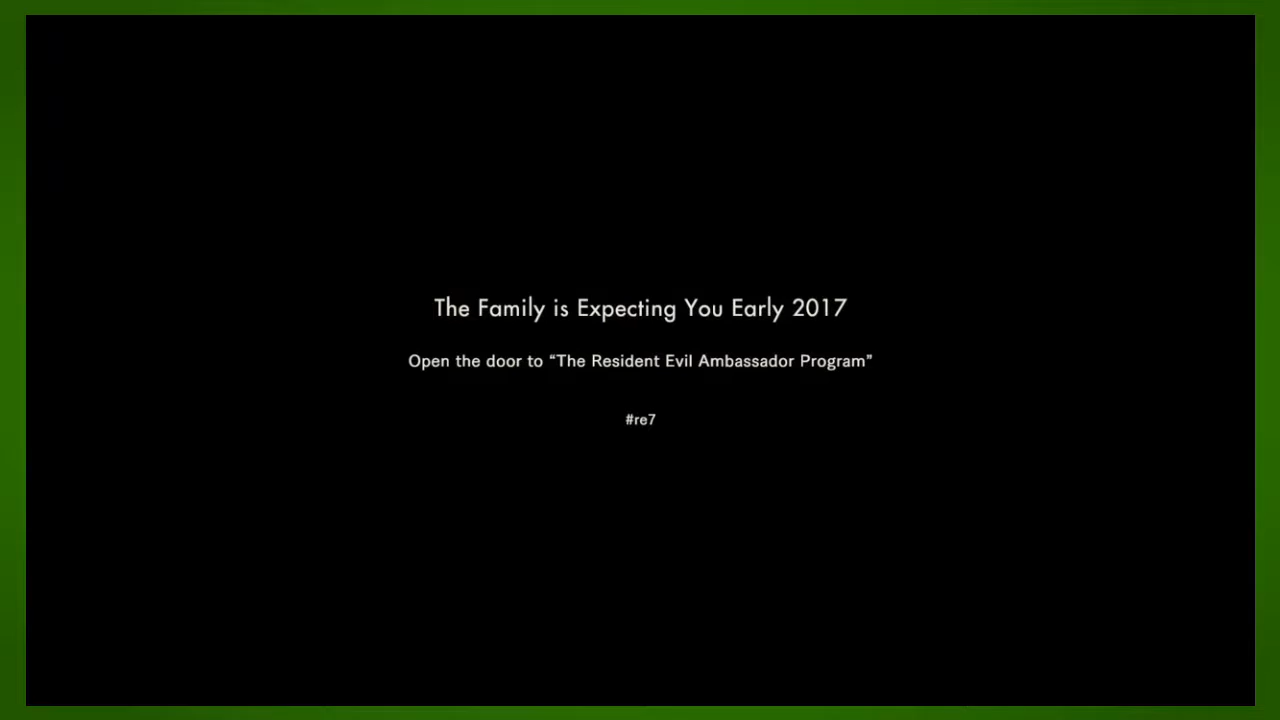 The Family is Expecting You Early 2017
Open the door to “The Resident Evil Ambassador Program”
#re7